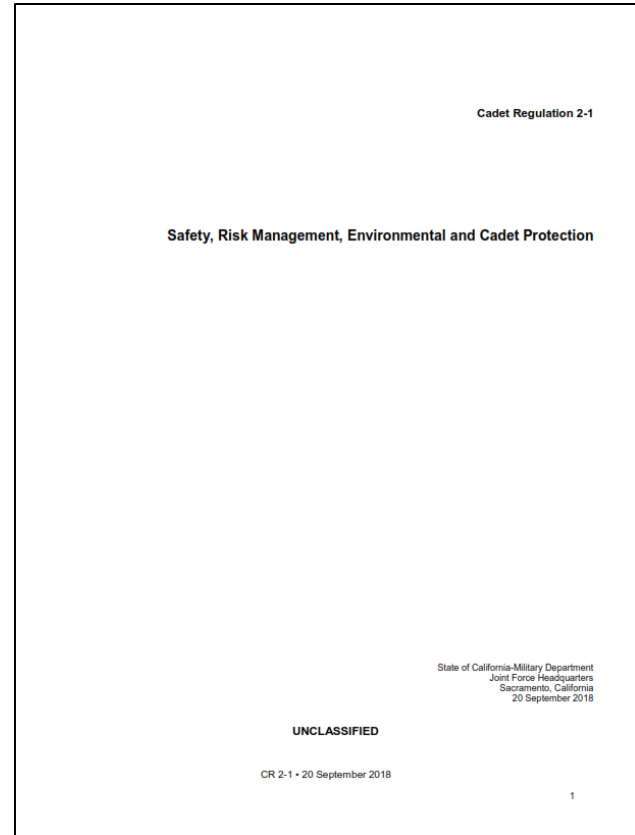 Cadet Regulation 2-1
Safety, Risk Management, Environmental and Cadet Protection
State of California-Military Department
Joint Force Headquarters
Sacramento, California
20 September 2018
UNCLASSIFIED
CR 2-1 • 20 September 2018
1